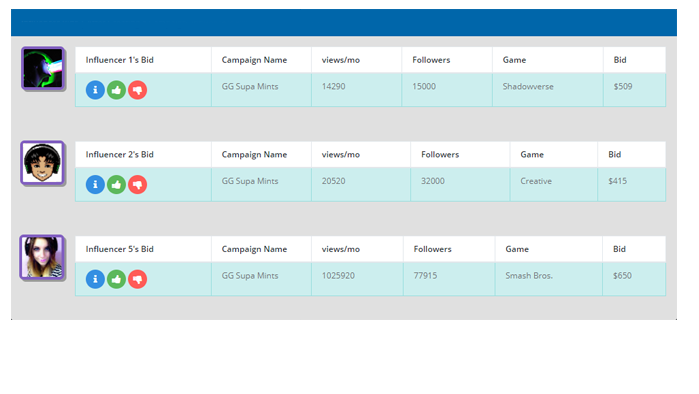 Influencer 1's Bid Campaign Name views/mo Followers Game Bid
GG Supa Mints 14290 15000 Shadowverse $509
Influencer 2's Bid Campaign Name views/mo Followers Game Bid
GG Supa Mints 20520 32000 Creative $415
Influencer 5's Bid Campaign Name views/mo Followers Game Bid
GG Supa Mints 1025920 77915 Smash Bros. $650